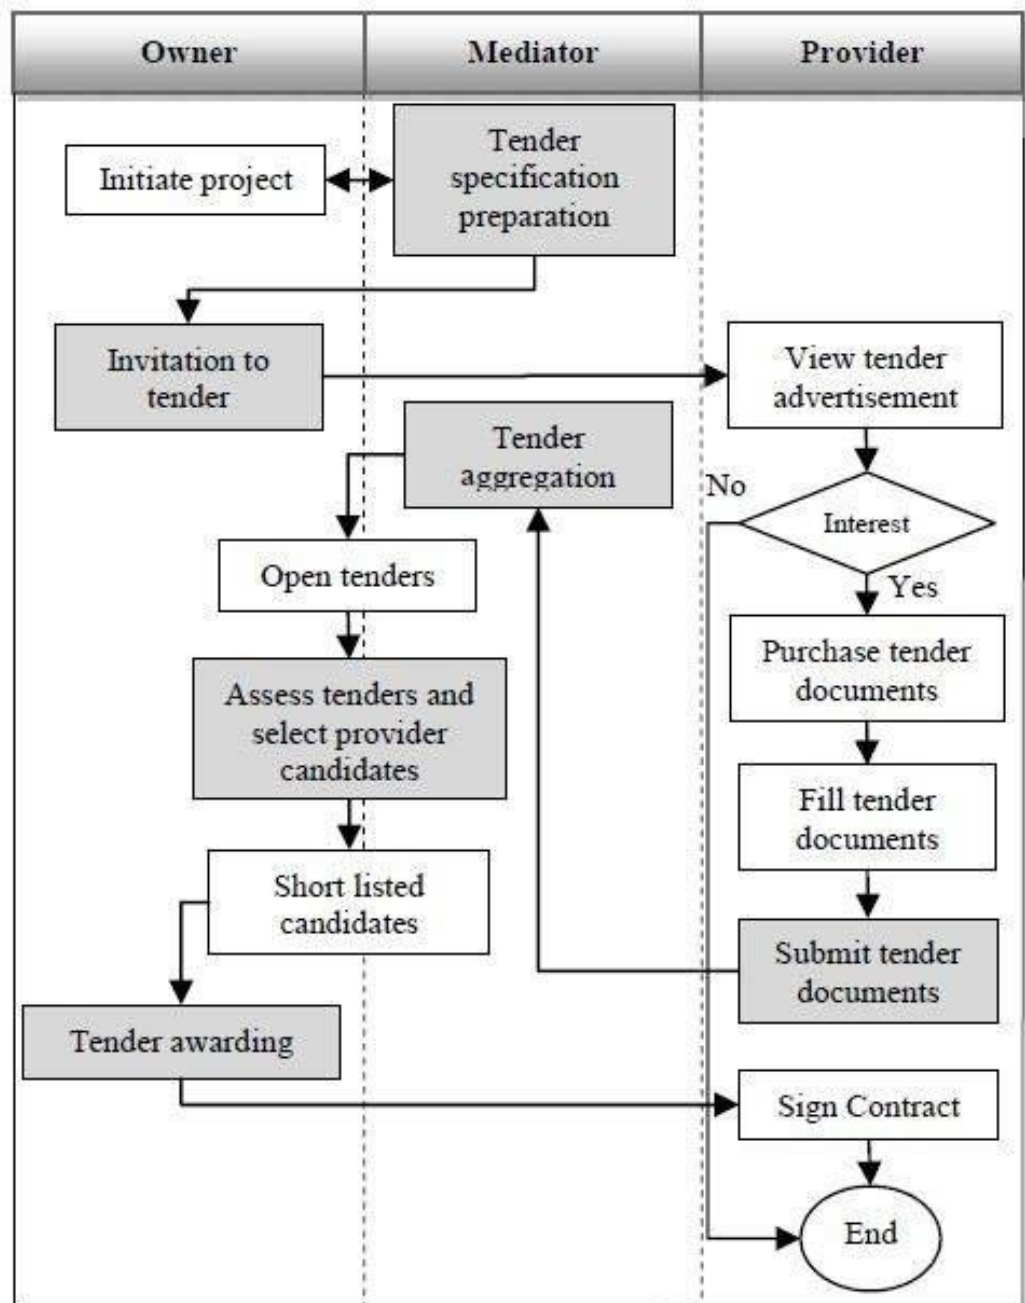 Owner
Mediator
Provider
Initiate project
Tender
specification
preparation
Invitation to
tender
View tender
advertisement
Tender
aggregation
No
Interest
Yes
Open tenders
Purchase tender
documents
Assess tenders and
select provider
candidates
Fill tender
documents
Short listed
candidates
Submit tender
documents
Tender awarding
Sign Contract
End